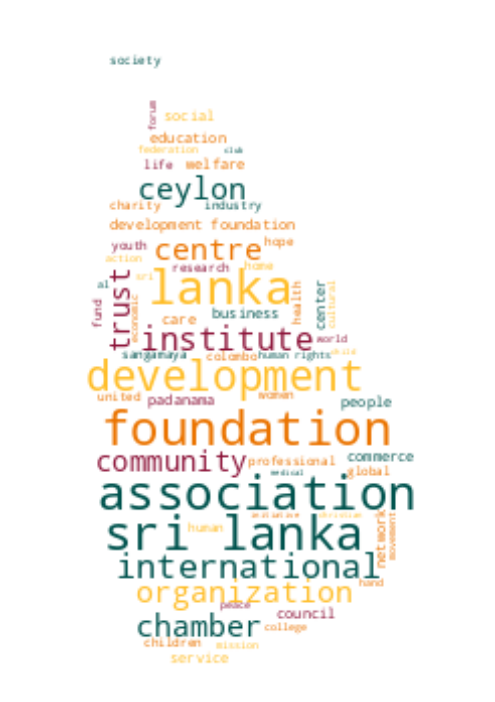 society
forum
social
education
federation club
life welfare
ceylon
charity industry
development foundation
youth centre hope
action
research home
sri lanka
al
fund trust economic health center cultural
care business
institute world
sangamaya colombo human rights child
development
united padanama women people
foundation
community professional commerce
medical global
association
initiative christian
sri lanka
human network movement
international
hand
organization
peace council
chamber college
children mission
service